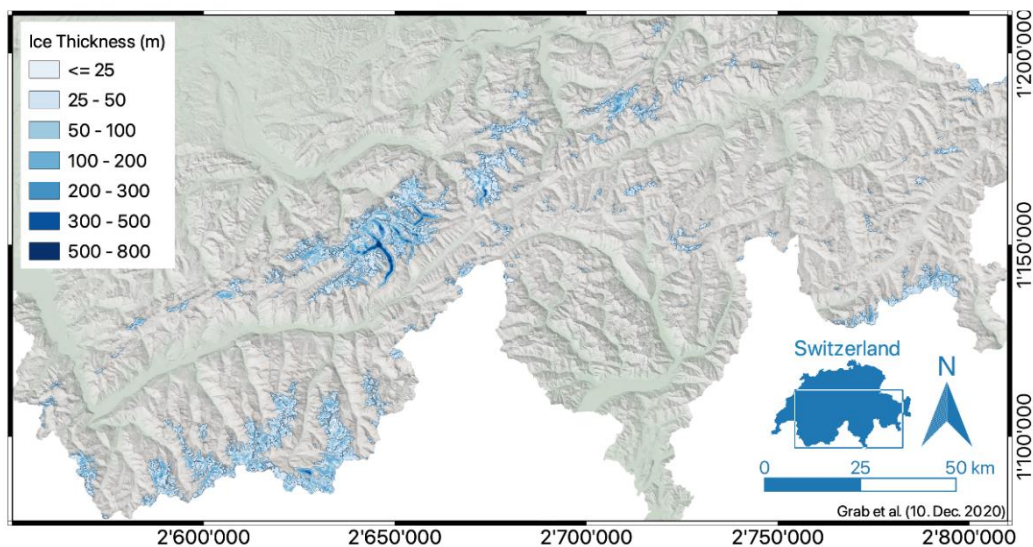 Ice Thickness (m)
<= 25
25 - 50
50 - 100
100 - 200
200 - 300
300 - 500
500 - 800
1'200'000
1'150'000
1'100'000
Switzerland
N
0 25 50 km
Grab et al. (10. Dec. 2020)
2'600'000 2'650'000 2'700'000 2'750'000 2'800'000